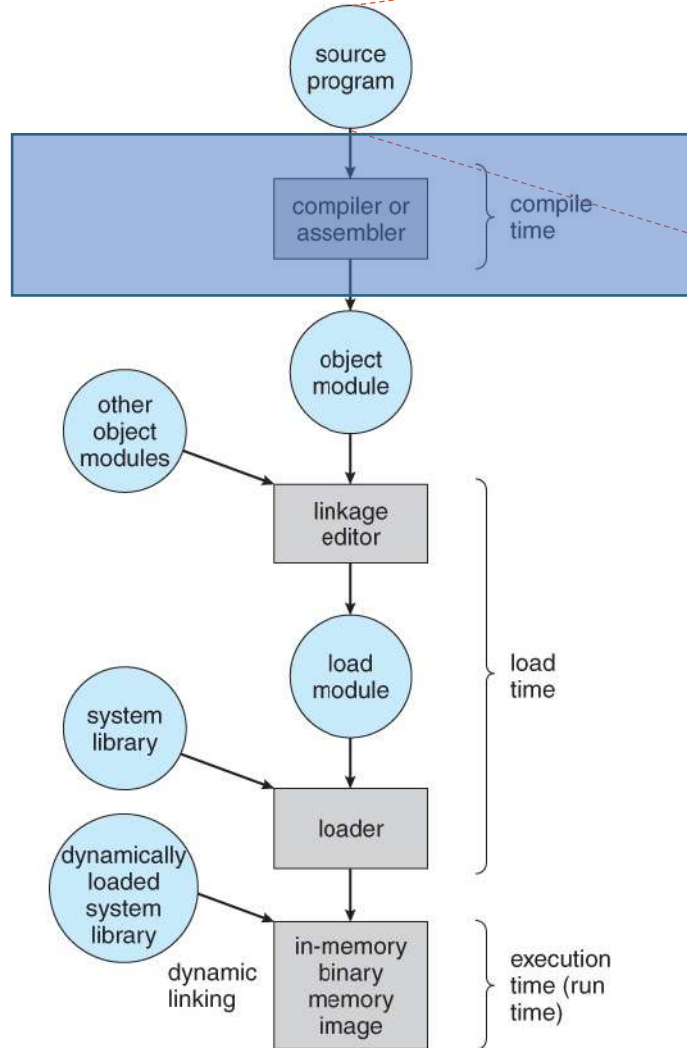 source
program
compiler or
assembler
compile
time
object
module
other
object
modules
linkage
editor
load
module
load
time
system
library
loader
dynamically
loaded
system
library
dynamic
linking
in-memory
binary
memory
image
execution
time (run
time)